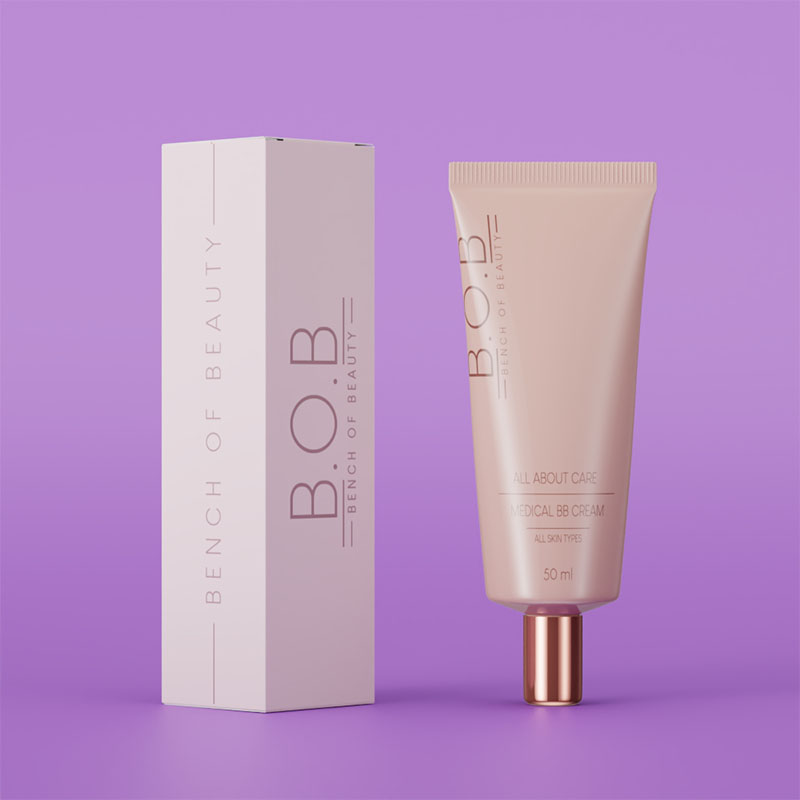 BENCH OF BEAUTY
B.O.B
BENCH OF BEAUTY
B.O.B
BENCH OF BEAUTY
ALL ABOUT CARE
MEDICAL BB CREAM
ALL SKIN TYPES
50 ml